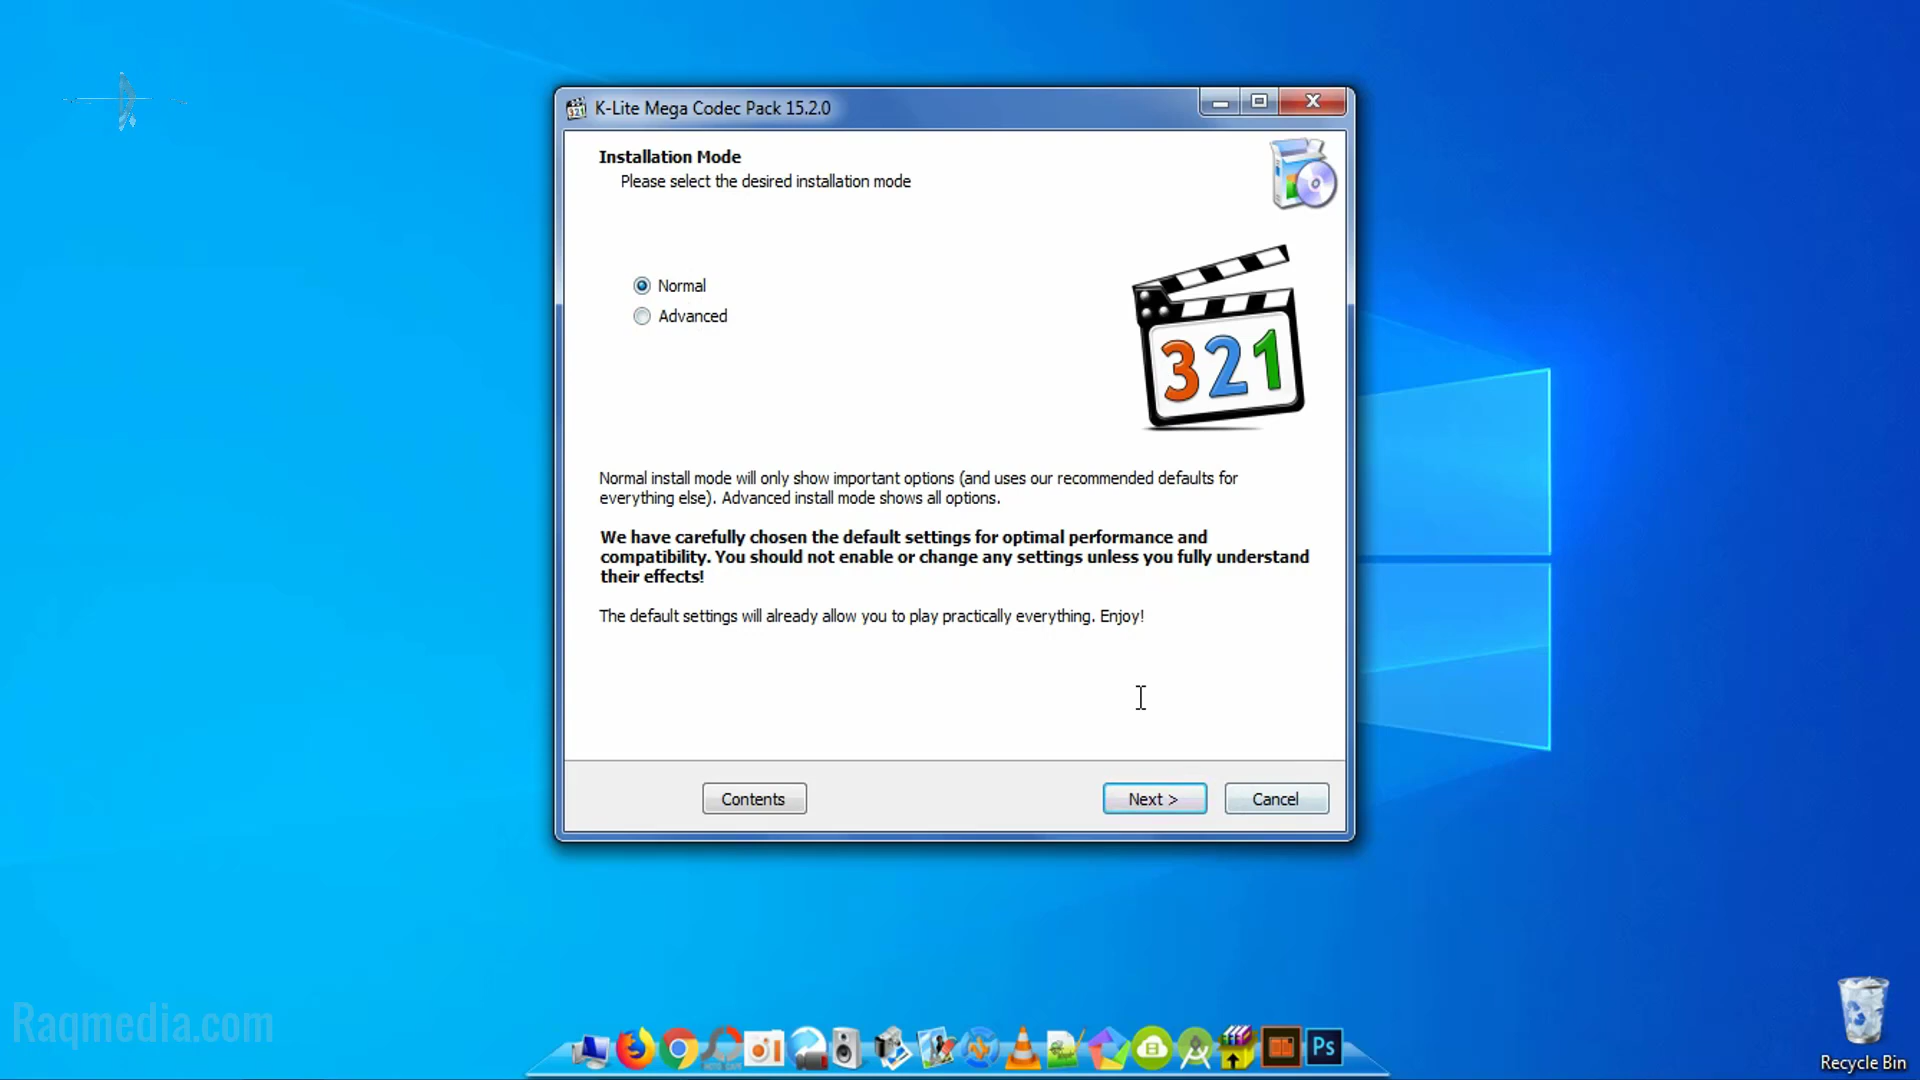 K-Lite Mega Codec Pack 15.2.0
Installation Mode
Please select the desired installation mode
Normal
Advanced
321
Normal install mode will only show important options (and uses our recommended defaults for
everything else). Advanced install mode shows all options.
We have carefully chosen the default settings for optimal performance and
compatibility. You should not enable or change any settings unless you fully understand
their effects!
The default settings will already allow you to play practically everything. Enjoy!
Contents
Next >
Cancel
Raqmedia.com
Ps
Recycle Bin